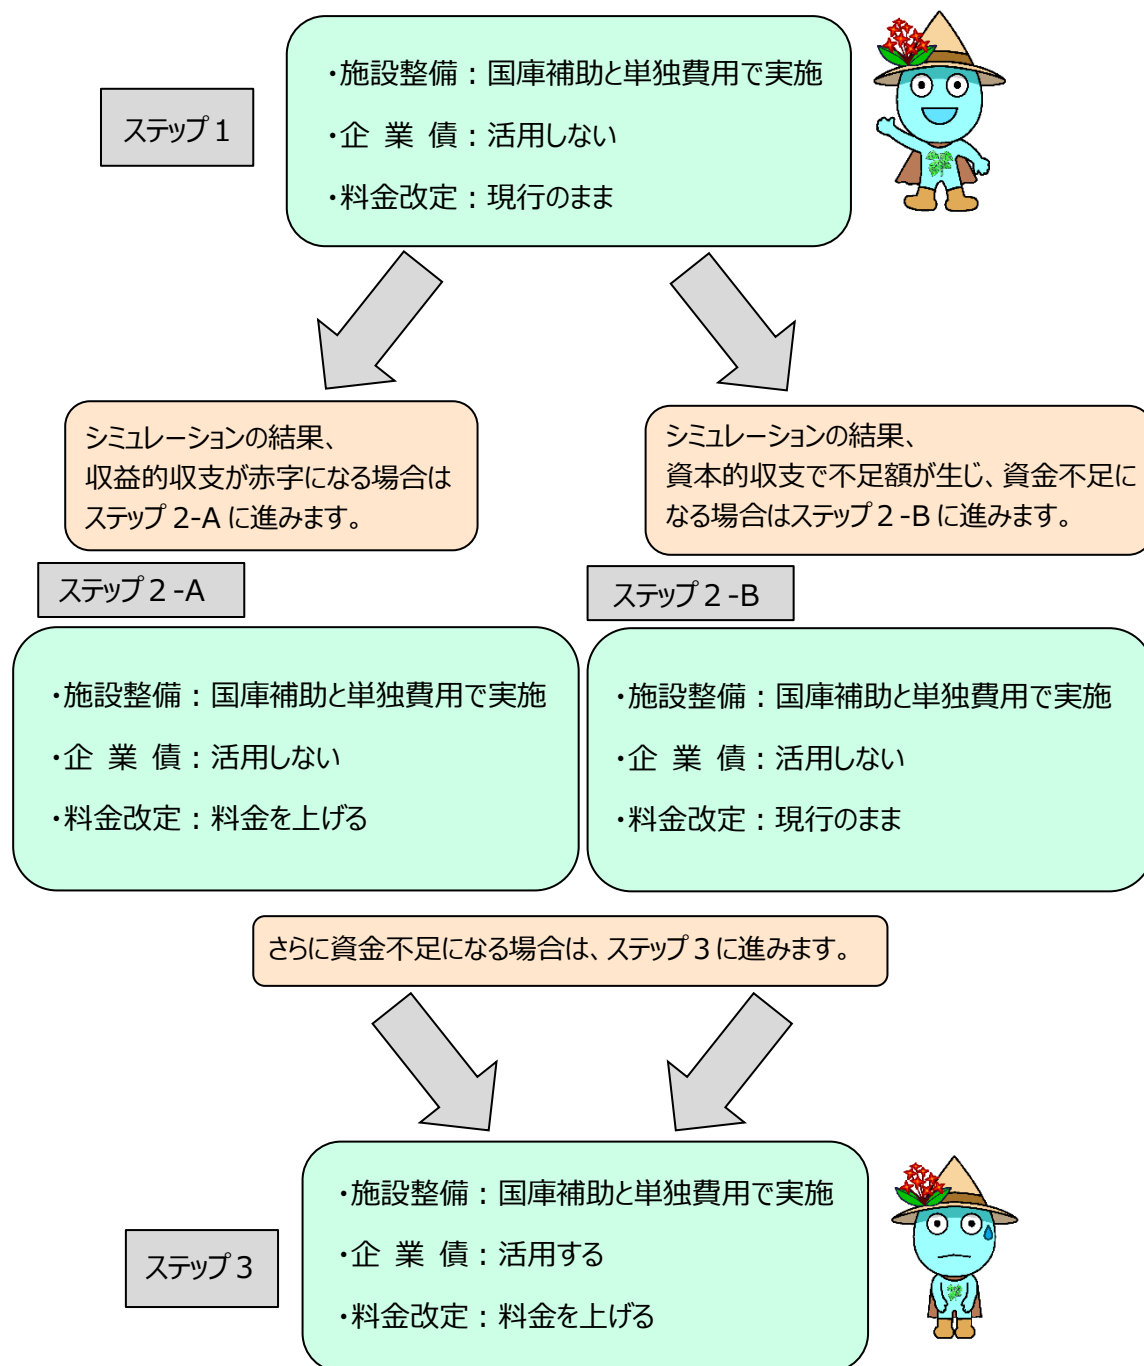 ステップ１
・施設整備：国庫補助と単独費用で実施
・企 業 債：活用しない
・料金改定：現行のまま
シミュレーションの結果、
収益的収支が赤字になる場合は
ステップ 2-A に進みます。
シミュレーションの結果、
資本的収支で不足額が生じ、資金不足に
なる場合はステップ２-B に進みます。
ステップ２-A
・施設整備：国庫補助と単独費用で実施
・企 業 債：活用しない
・料金改定：料金を上げる
ステップ２-B
・施設整備：国庫補助と単独費用で実施
・企 業 債：活用しない
・料金改定：現行のまま
さらに資金不足になる場合は、ステップ３に進みます。
ステップ３
・施設整備：国庫補助と単独費用で実施
・企 業 債：活用する
・料金改定：料金を上げる